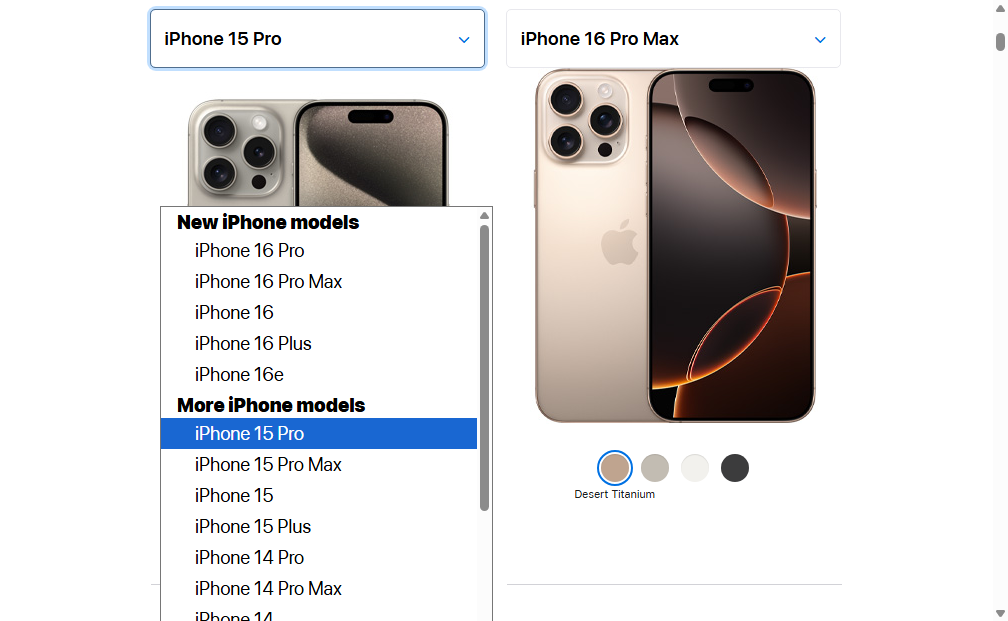 iPhone 15 Pro
iPhone 16 Pro Max
New iPhone models
iPhone 16 Pro
iPhone 16 Pro Max
iPhone 16
iPhone 16 Plus
iPhone 16e
More iPhone models
iPhone 15 Pro
iPhone 15 Pro Max
iPhone 15
iPhone 15 Plus
iPhone 14 Pro
iPhone 14 Pro Max
iPhone 14
Desert Titanium